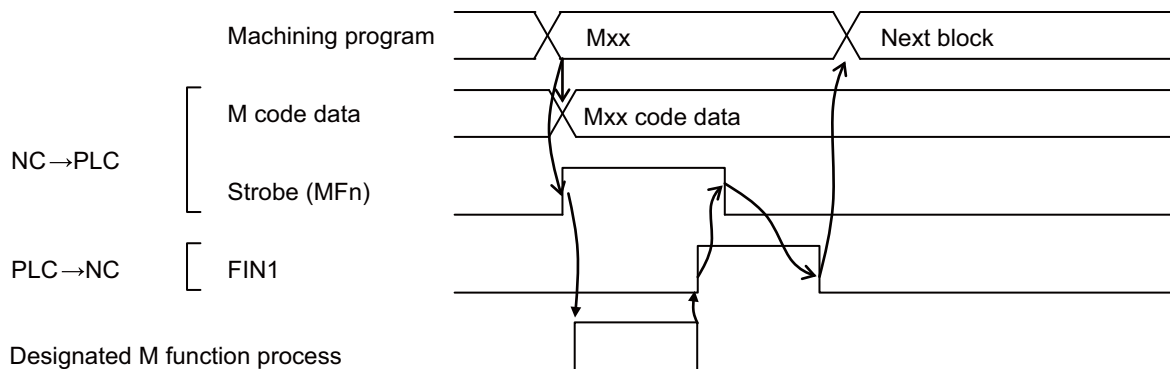 Machining program
Mxx
Next block
M code data
Mxx code data
NC→PLC
Strobe (MFn)
PLC→NC
FIN1
Designated M function process